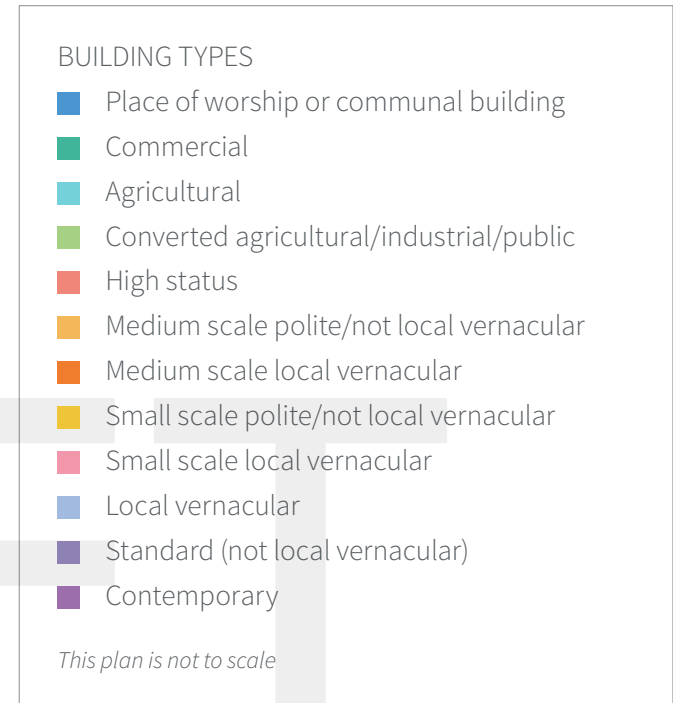 BUILDING TYPES
Place of worship or communal building
Commercial
Agricultural
Converted agricultural/industrial/public
High status
Medium scale polite/not local vernacular
Medium scale local vernacular
Small scale polite/not local vernacular
Small scale local vernacular
Local vernacular
Standard (not local vernacular)
Contemporary
This plan is not to scale